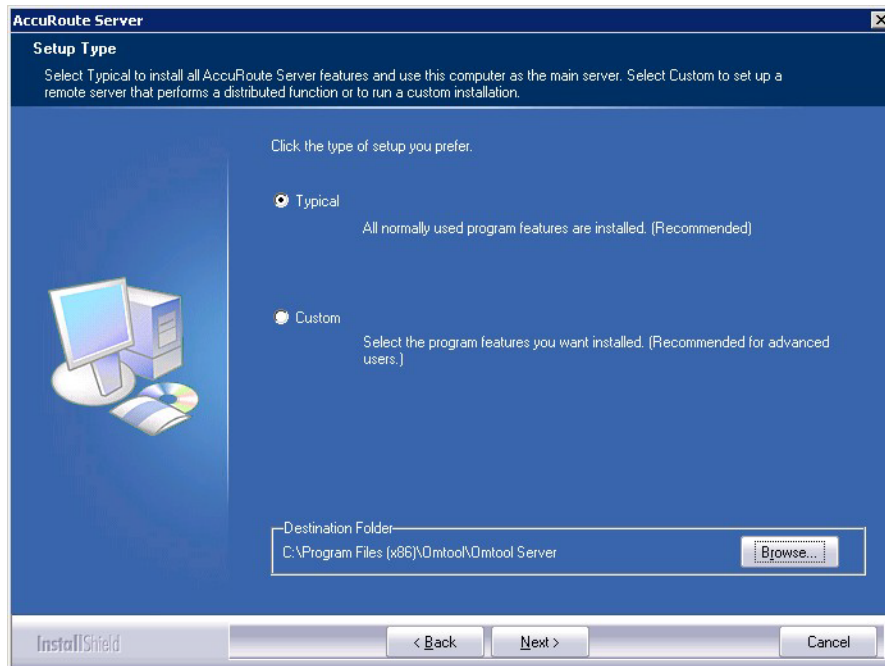 AccuRoute Server
Setup Type
Select Typical to install all AccuRoute Server features and use this computer as the main server. Select Custom to set up a
remote server that performs a distributed function or to run a custom installation.
Click the type of setup you prefer.
Typical
All normally used program features are installed. (Recommended)
Custom
Select the program features you want installed. (Recommended for advanced
users.)
Destination Folder
C:\Program Files (x86)\Omtool\Omtool Server
Browse...
InstallShield
< Back
Next >
Cancel